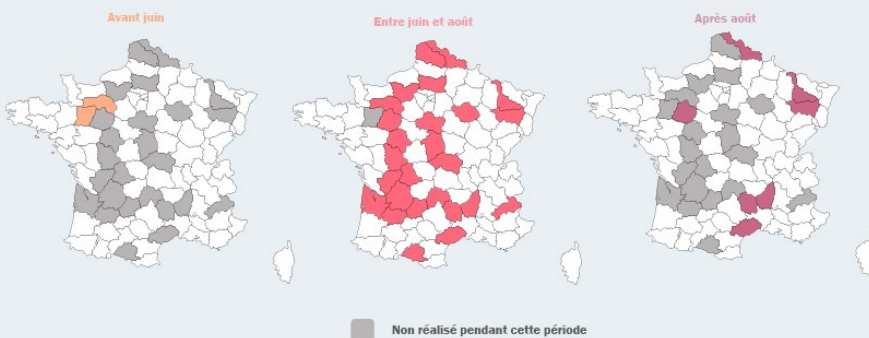 Avant juin
Entre juin et août
Après août
Non réalisé pendant cette période